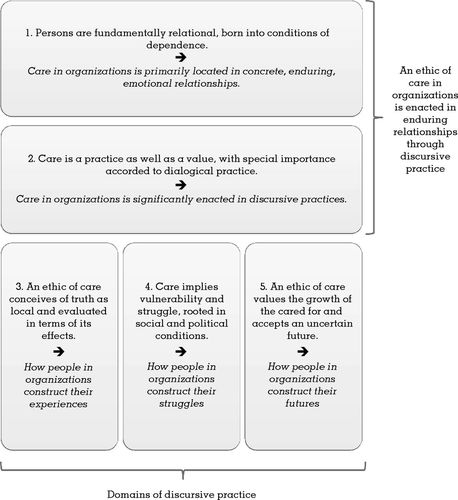 1. Persons are fundamentally relational, born into conditions of
dependence.
➔
Care in organizations is primarily located in concrete, enduring,
emotional relationships.
2. Care is a practice as well as a value, with special importance
accorded to dialogical practice.
➔
Care in organizations is significantly enacted in discursive practices.
An ethic of
care in
organizations
is enacted in
enduring
relationships
through
discursive
practice
3. An ethic of care
conceives of truth as
local and evaluated
in terms of its
effects.
➔
How people in
organizations
construct their
experiences
4. Care implies
vulnerability and
struggle, rooted in
social and political
conditions.
➔
How people in
organizations
construct their
struggles
5. An ethic of care
values the growth of
the cared for and
accepts an uncertain
future.
➔
How people in
organizations
construct their
futures
Domains of discursive practice